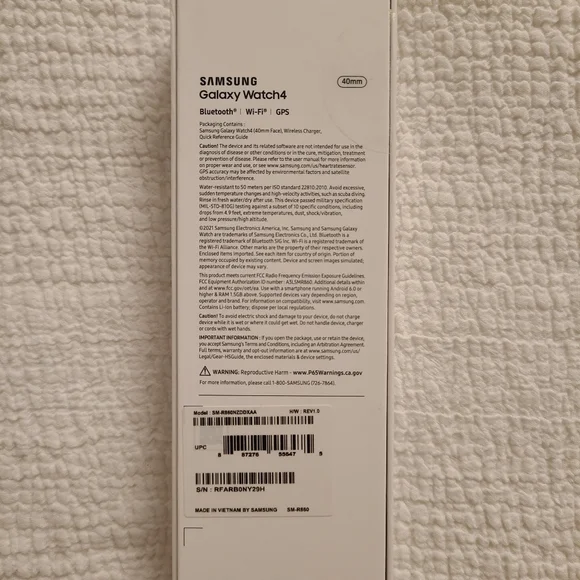 SAMSUNG
40mm
Galaxy Watch4
Bluetooth® | Wi-Fi® | GPS
Packaging Contains :
Samsung Galaxy Watch4 (40mm Face), Wireless Charger,
Quick Reference Guide
Caution! The device and its related software are not intended for use in the
diagnosis of disease or other conditions or in the cure, mitigation, treatment
or prevention of disease. Please refer to the user manual for more information
on proper wear and use, or see www.samsung.com/us/heartratesensor.
GPS accuracy may be affected by environmental factors and satellite
obstruction/interference.
Water-resistant to 50 meters per ISO standard 22810:2010. Avoid excessive,
sudden temperature changes and high-velocity activities, such as scuba diving.
Rinse in fresh water/dry after use. This device passed military specification
(MIL-STD-810G) testing against a subset of 10 specific conditions, including
drops from 4.9 feet, extreme temperatures, dust, shock/vibration,
and low pressure/high altitude.
©2021 Samsung Electronics America, Inc. Samsung and Samsung Galaxy
Watch are trademarks of Samsung Electronics Co., Ltd. Bluetooth is a
registered trademark of Bluetooth SIG Inc. Wi-Fi is a registered trademark of
the Wi-Fi Alliance. Other marks are the property of their respective owners.
Enclosed items imported. See each item for country of origin. Portion of
memory occupied by existing content. Device and screen images simulated;
appearance of device may vary.
This product meets current FCC Radio Frequency Emission Exposure Guidelines.
FCC Equipment Authorization ID number : A3LSMR860. Additional details within
and at www.fcc.gov/oet/ea. Use with a smartphone running Android 6.0 or
higher & RAM 1.5GB above. Supported devices may vary depending on region,
operator and brand. For information on compatibility, visit www.samsung.com
Contains Li-ion battery, dispose/recycle properly.
Caution! To avoid electric shock and damage to your device, do not charge
device while it is wet or where it could get wet. Do not handle device, charger
or cords with wet hands.
IMPORTANT INFORMATION - If you open the package, use or retain the device,
you accept Samsung's Terms and Conditions, including an Arbitration Agreement.
Full terms, warranty and opt-out information are at www.samsung.com/us/
Legal/Gear-HSGuide, the enclosed materials & device settings.
WARNING: Reproductive Harm - www.P65Warnings.ca.gov
For more information, please call 1-800-SAMSUNG (726-7864).
Model : SM-R860NZDDXAA H/W : REV1.0
UPC
8 87276 55847 5
S/N : RFARB0NY29H
MADE IN VIETNAM BY SAMSUNG SM-R860